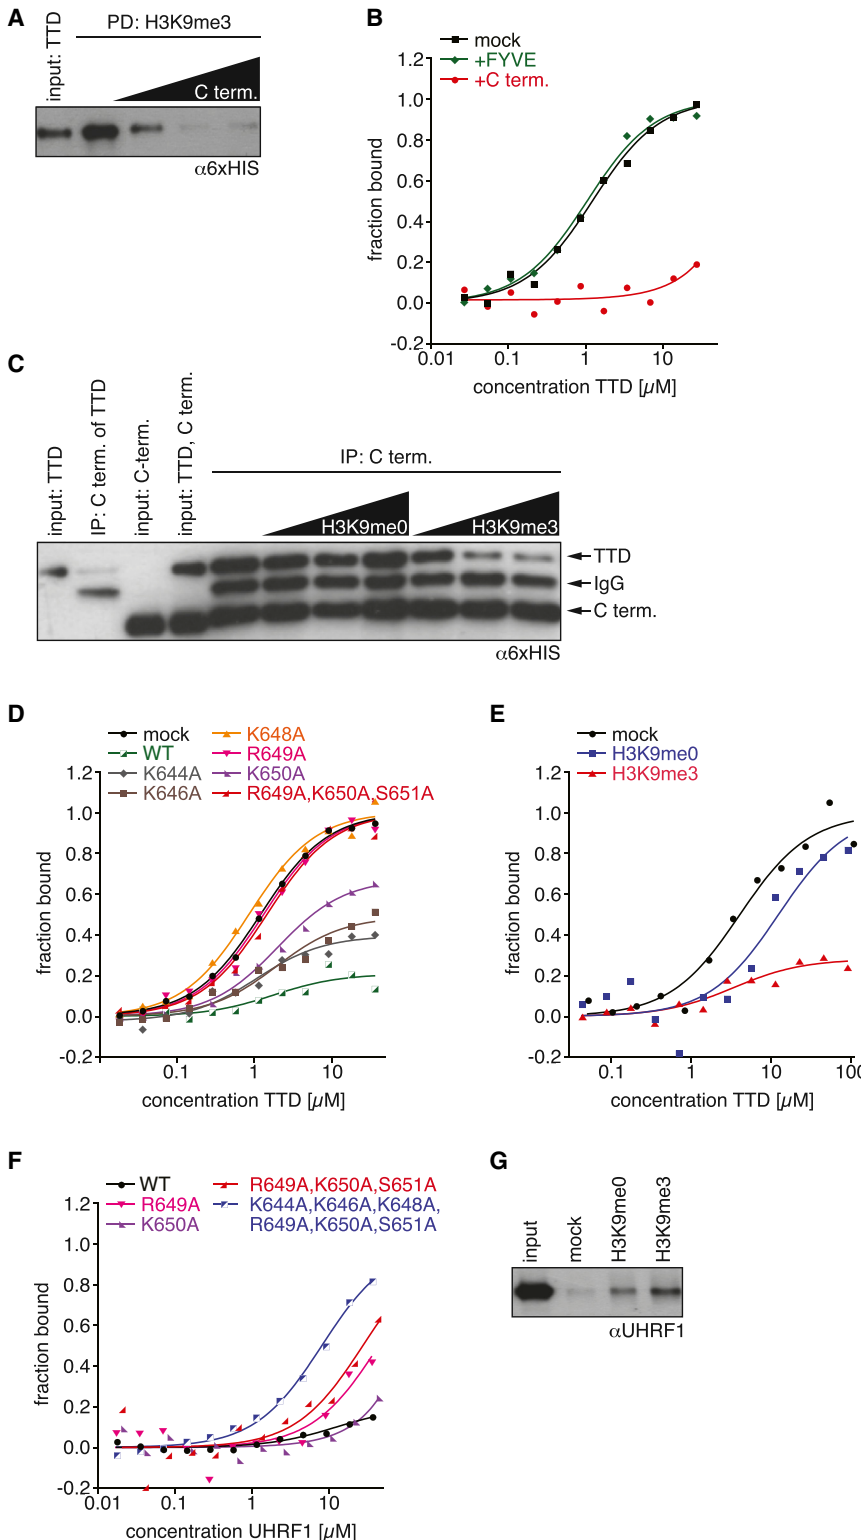 A
input: TTD
PD: H3K9me3
C term.
α6xHIS
B
mock
+FYVE
+C term.
1.2
1.0
0.8
0.6
0.4
0.2
0.0
-0.2
fraction bound
0.01
0.1
1
10
concentration TTD [µM]
C
input: TTD
IP: C term. of TTD
input: C-term.
input: TTD, C term.
IP: C term.
H3K9me0
H3K9me3
TTD
IgG
C term.
α6xHIS
D
mock
WT
K644A
K646A
K648A
R649A
K650A
R649A,K650A,S651A
1.2
1.0
0.8
0.6
0.4
0.2
0.0
-0.2
fraction bound
0.1
1
10
concentration TTD [µM]
E
mock
H3K9me0
H3K9me3
1.2
1.0
0.8
0.6
0.4
0.2
0.0
-0.2
fraction bound
0.1
1
10
100
concentration TTD [µM]
F
WT
R649A
K650A
R649A,K650A,S651A
K644A,K646A,K648A,
R649A,K650A,S651A
1.2
1.0
0.8
0.6
0.4
0.2
0.0
-0.2
fraction bound
0.01
0.1
1
10
concentration UHRF1 [µM]
G
input
mock
H3K9me0
H3K9me3
αUHRF1